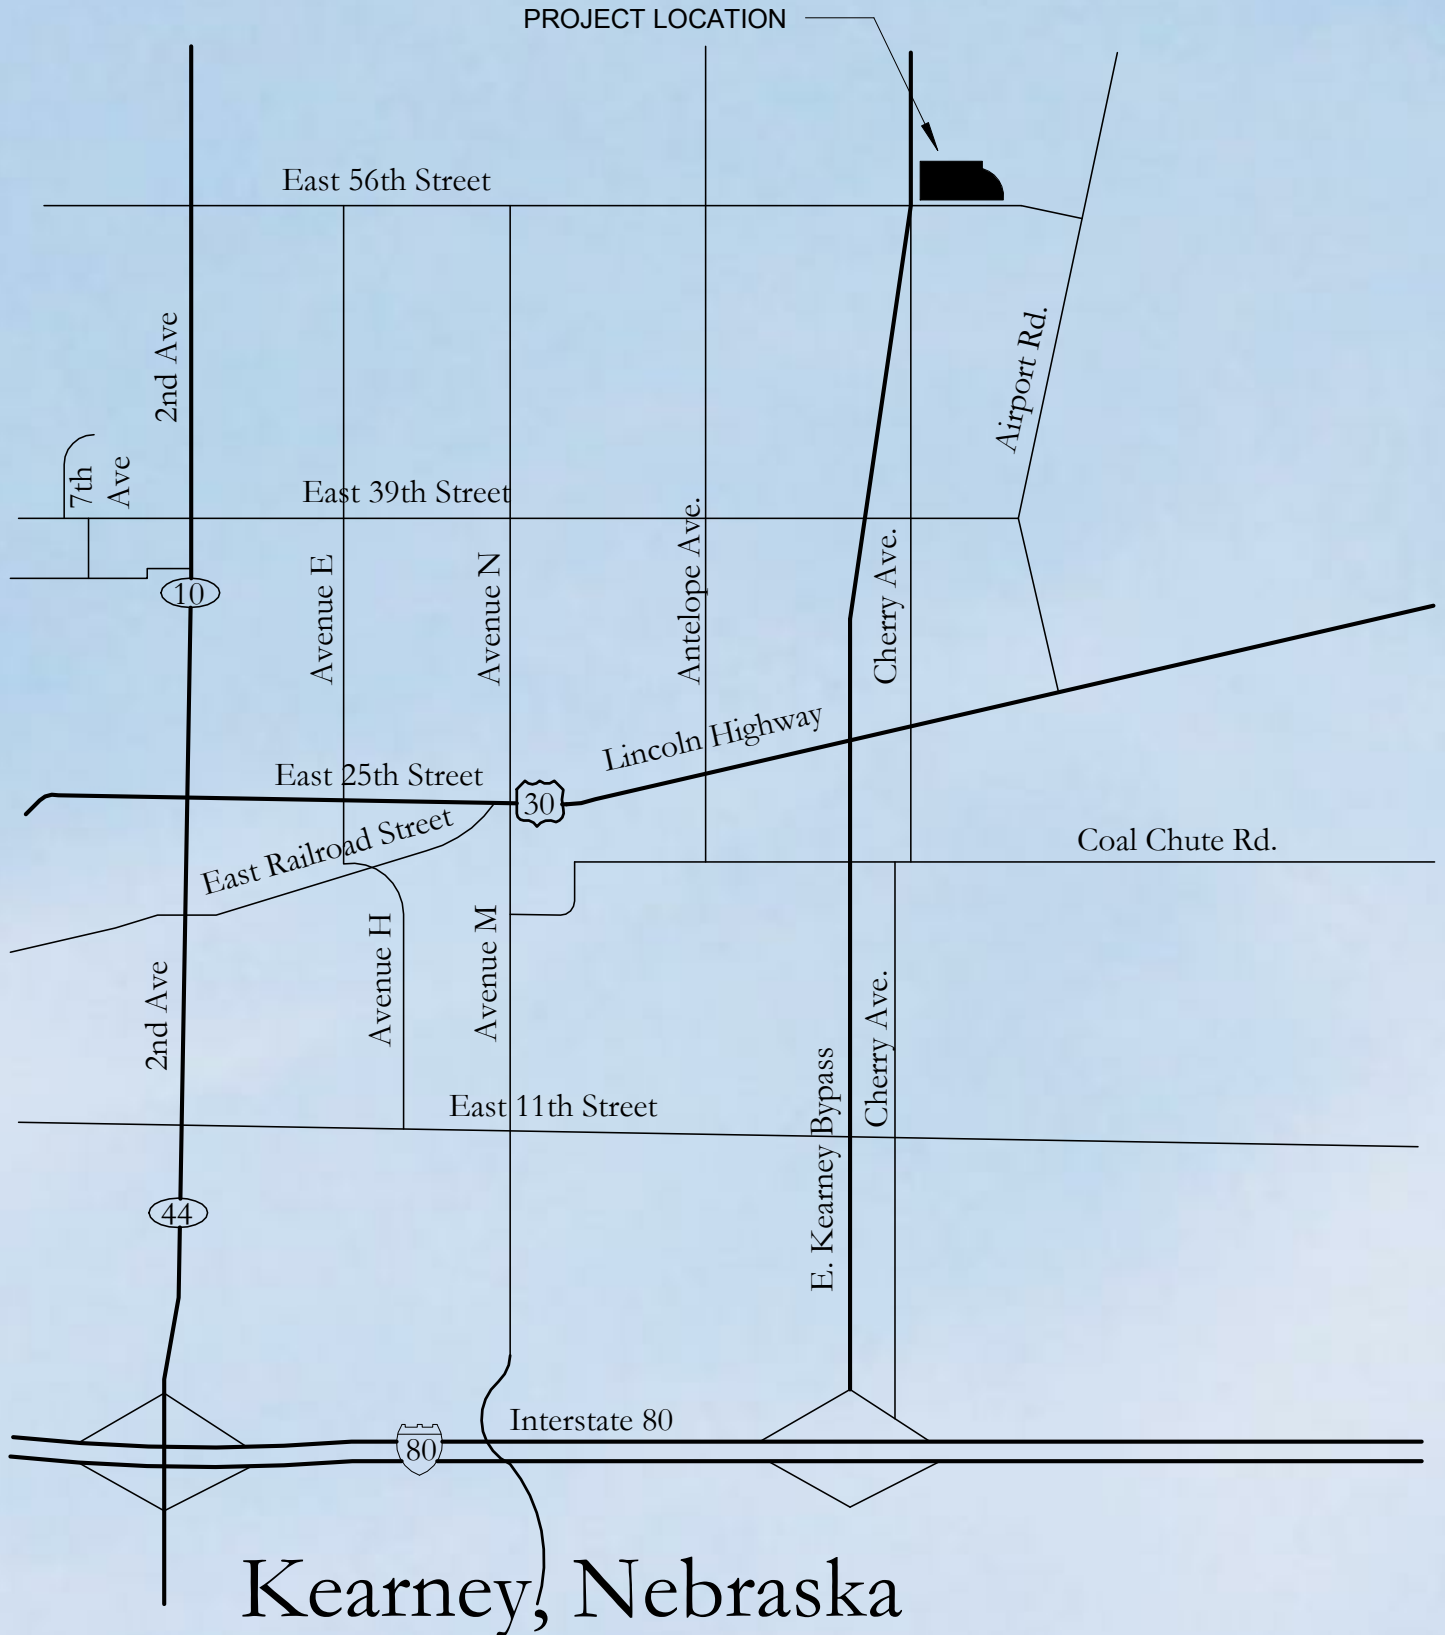 PROJECT LOCATION
East 56th Street
2nd Ave
Airport Rd.
7th
Ave
East 39th Street
Avenue E
Avenue N
Antelope Ave.
Cherry Ave.
10
Lincoln Highway
East 25th Street
30
East Railroad Street
Coal Chute Rd.
2nd Ave
Avenue H
Avenue M
Cherry Ave.
E. Kearney Bypass
East 11th Street
44
Interstate 80
80
Kearney, Nebraska